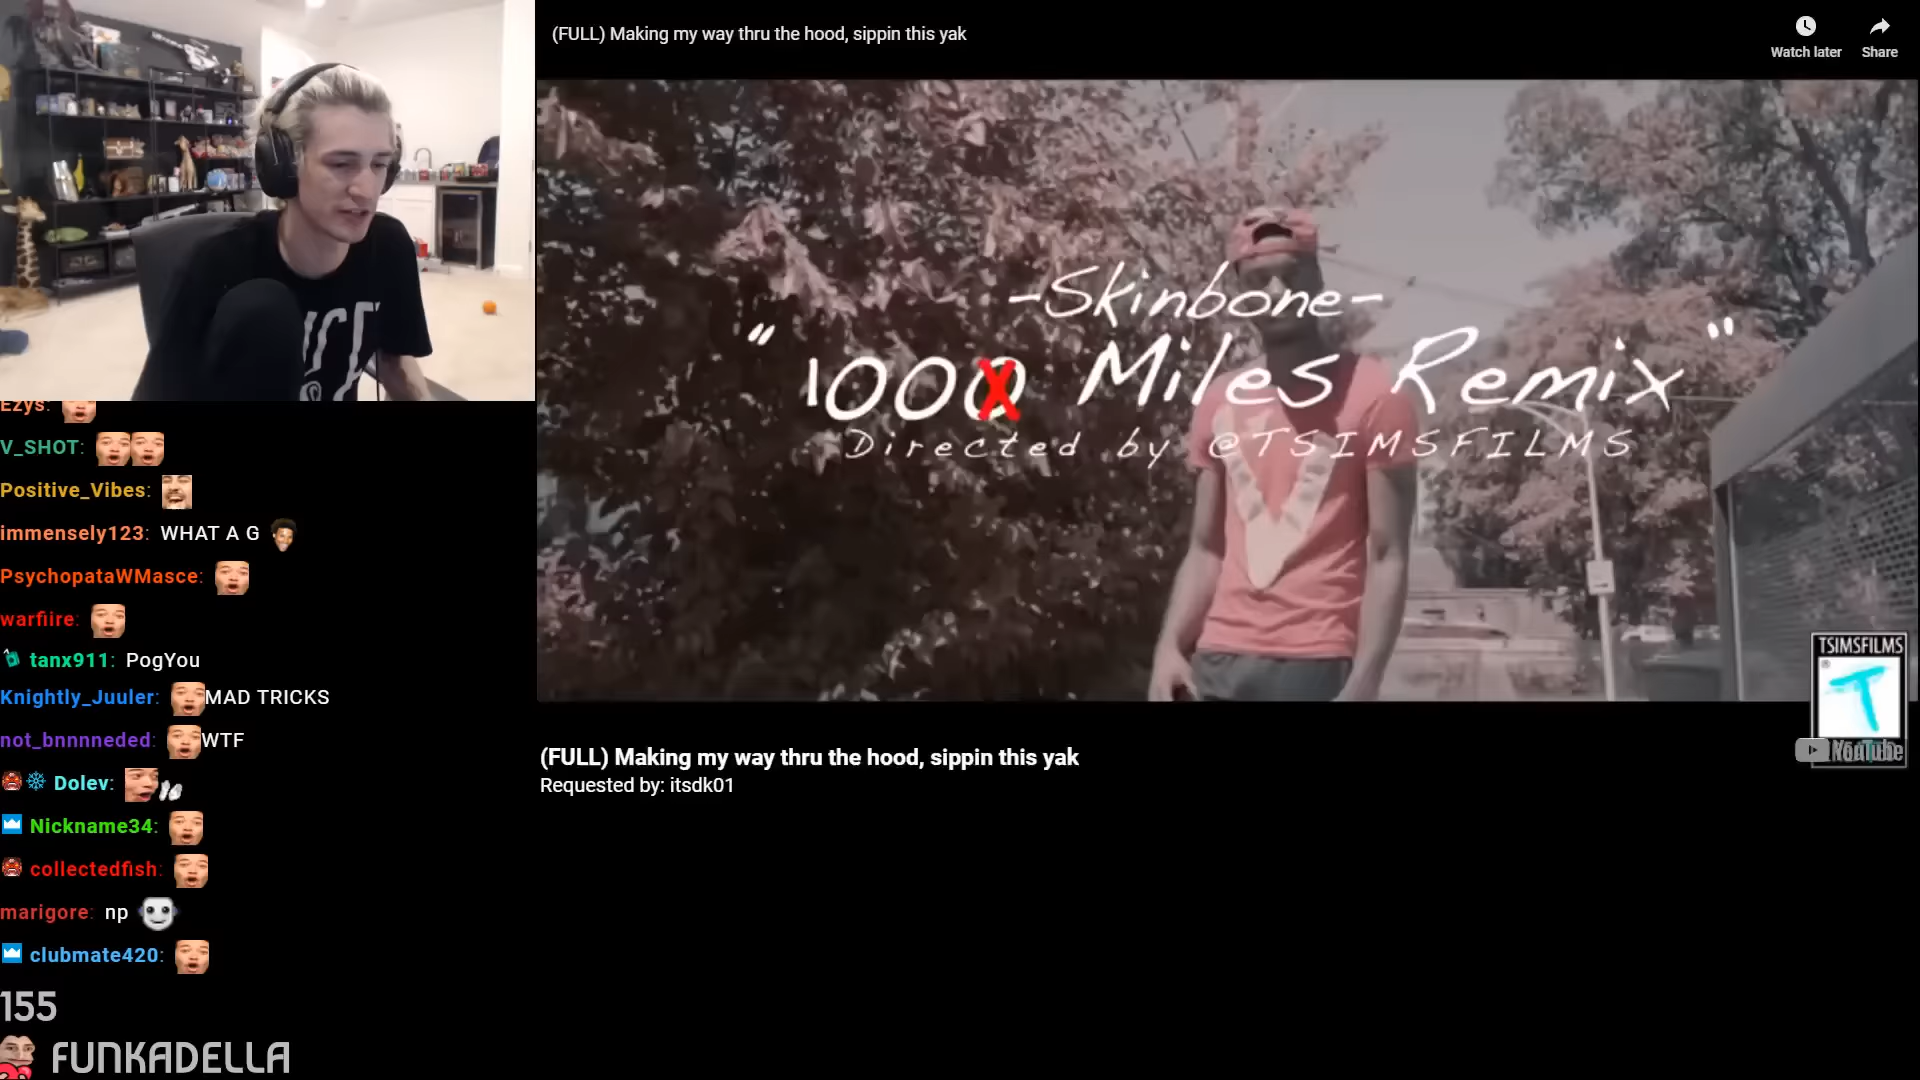 (FULL) Making my way thru the hood, sippin this yak
Watch later
Share
-Skinbone-
"1000 Miles Remix"
Directed by @TSIMSFILMS
TSIMSFILMS
T
YouTube
(FULL) Making my way thru the hood, sippin this yak
Requested by: itsdk01
Ezys:
V_SHOT:
Positive_Vibes:
immensely123: WHAT A G
PsychopataWMasce:
warfiire:
tanx911: PogYou
Knightly_Juuler: MAD TRICKS
not_bnnnneded: WTF
Dolev:
Nickname34:
collectedfish:
marigore: np
clubmate420:
155
FUNKADELLA